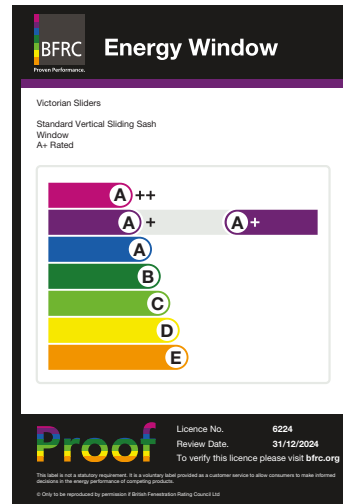 BFRC
Proven Performance.
Energy Window
Victorian Sliders
Standard Vertical Sliding Sash
Window
A+ Rated
A ++
A + A +
A
B
C
D
E
Proof
Licence No. 6224
Review Date. 31/12/2024
To verify this licence please visit bfrc.org
This label is not a statutory requirement. It is a voluntary label provided as a customer service to allow consumers to make informed
decisions in the energy performance of competing products.
© Only to be reproduced by permission if British Fenestration Rating Council Ltd